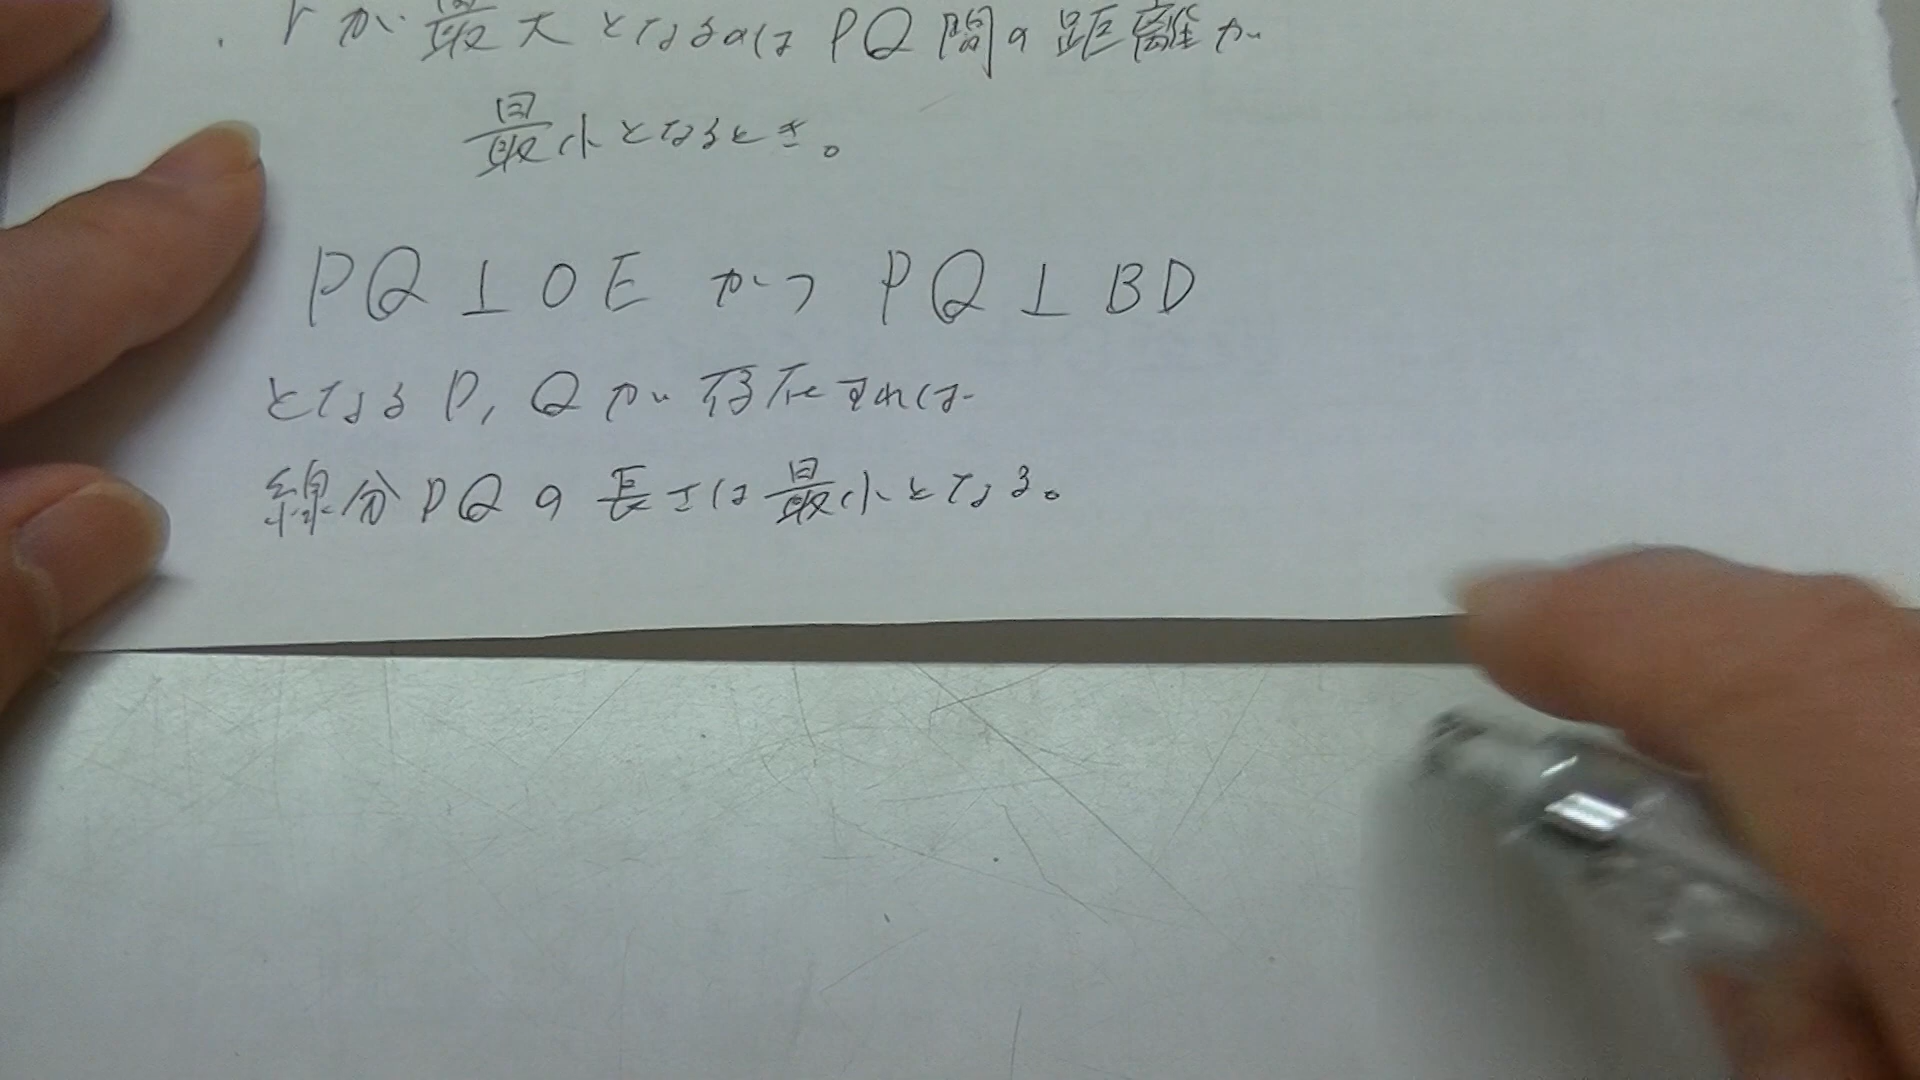 ・rが最大となるのはPQ間の距離が
最小となるとき。
PQ⊥OE かつ PQ⊥BD
となるP,Qが存在すれば
線分PQの長さは最小となる。